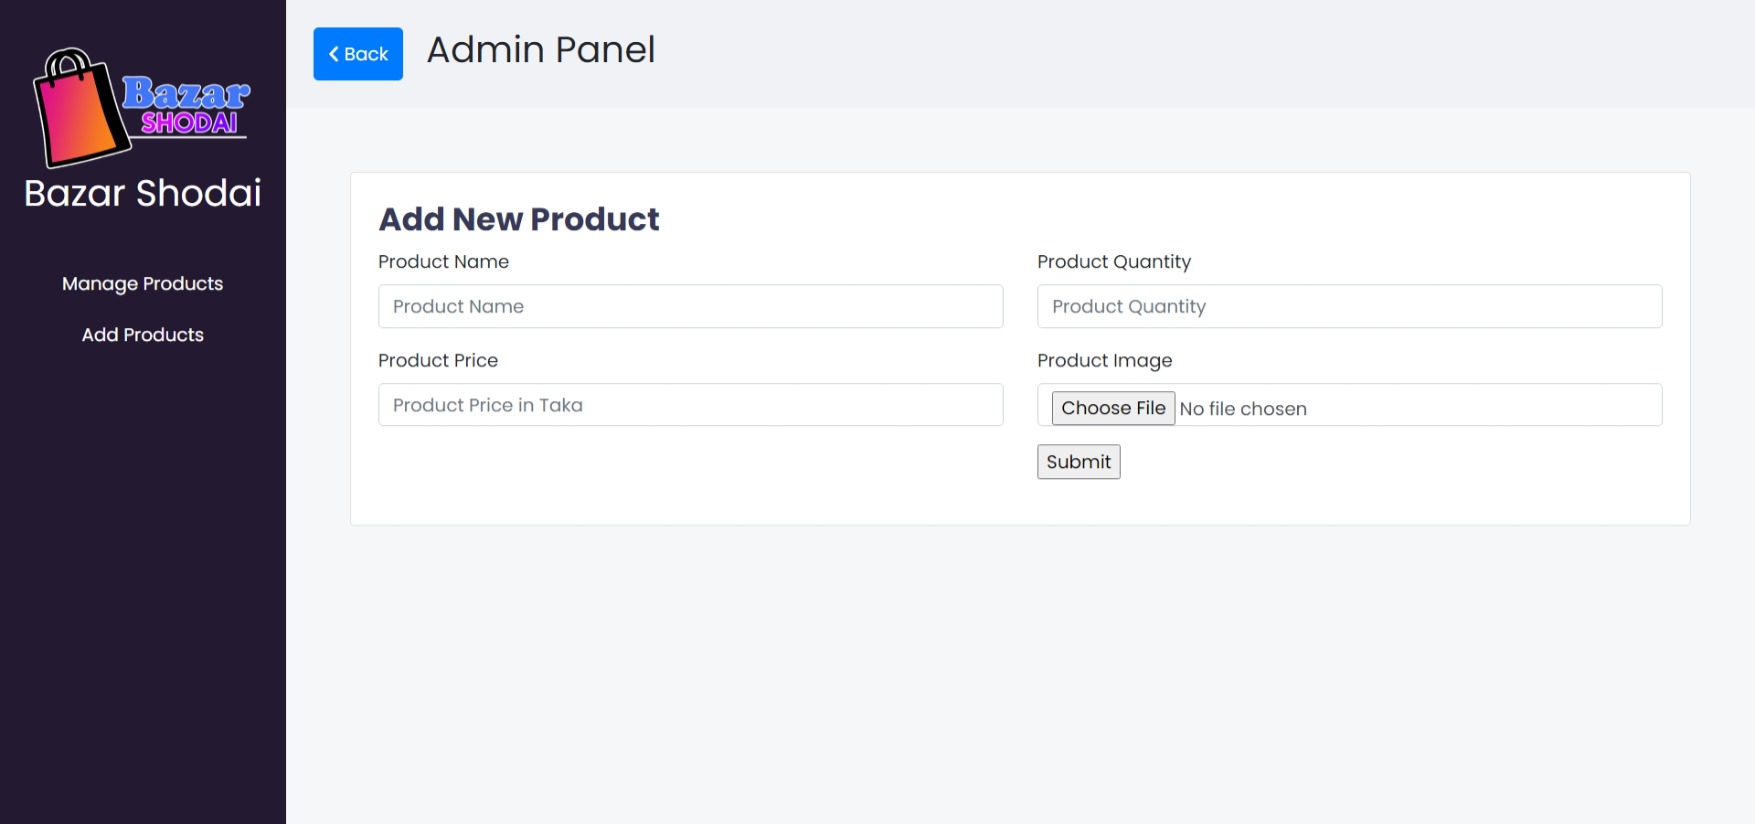 Bazar
SHODAI
Bazar Shodai
Manage Products
Add Products
Back
Admin Panel
Add New Product
Product Name
Product Name
Product Quantity
Product Quantity
Product Price
Product Price in Taka
Product Image
Choose File No file chosen
Submit